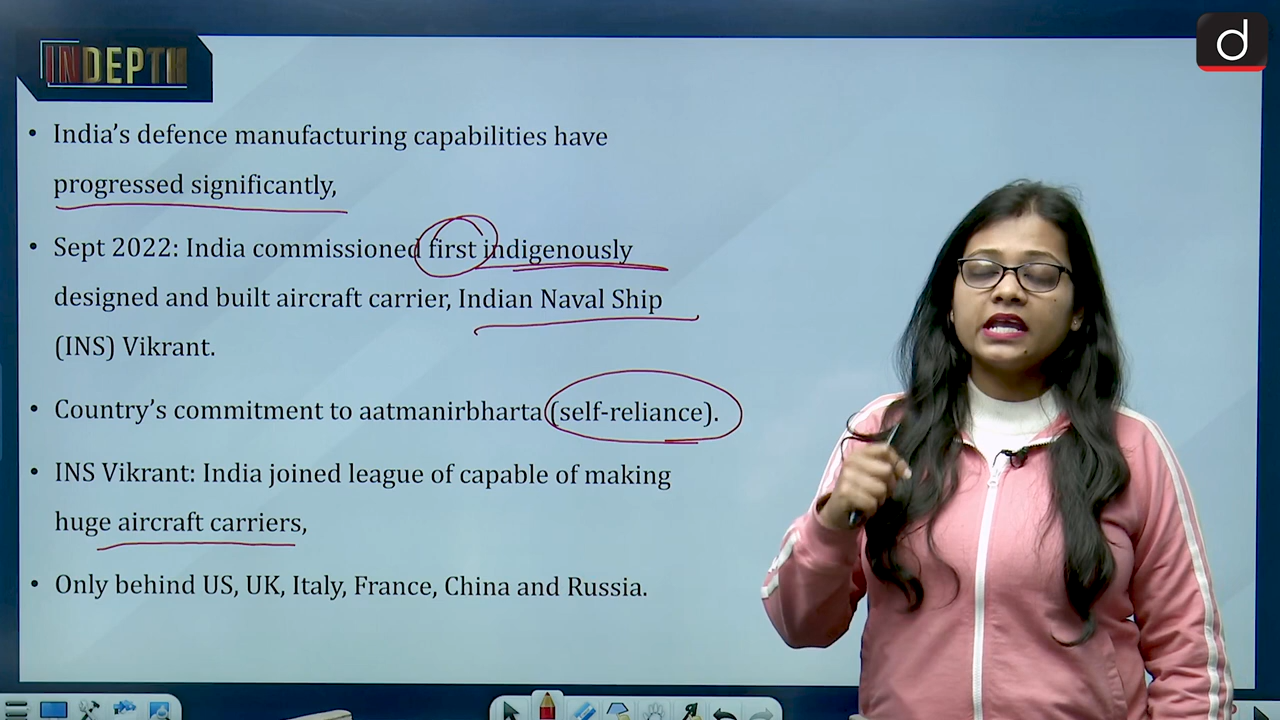 INDEPTH
d
• India's defence manufacturing capabilities have
progressed significantly,
• Sept 2022: India commissioned first indigenously
designed and built aircraft carrier, Indian Naval Ship
(INS) Vikrant.
• Country's commitment to aatmanirbharta (self-reliance).
• INS Vikrant: India joined league of capable of making
huge aircraft carriers,
• Only behind US, UK, Italy, France, China and Russia.